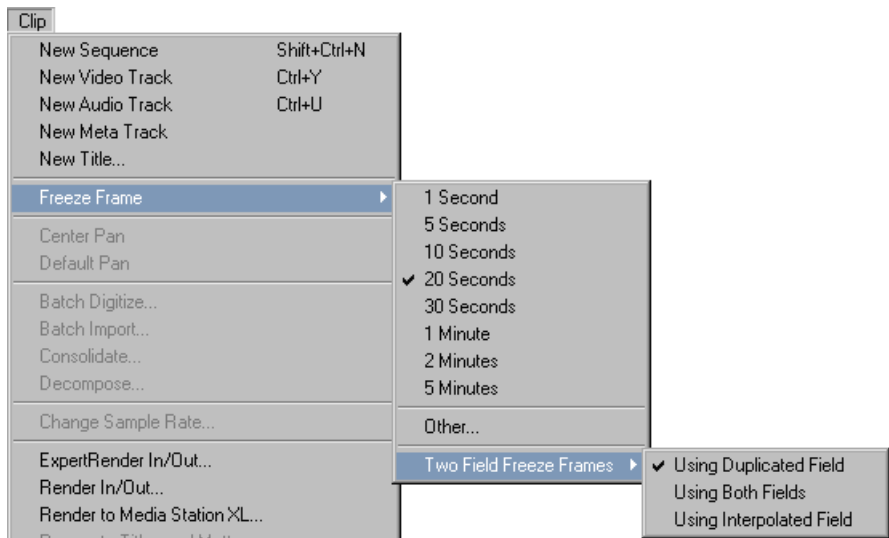 Clip
New Sequence Shift+Ctrl+N
New Video Track Ctrl+Y
New Audio Track Ctrl+U
New Meta Track
New Title...
Freeze Frame
Center Pan
Default Pan
Batch Digitize...
Batch Import...
Consolidate...
Decompose...
Change Sample Rate...
ExpertRender In/Out...
Render In/Out...
Render to Media Station XL...
1 Second
5 Seconds
10 Seconds
20 Seconds
30 Seconds
1 Minute
2 Minutes
5 Minutes
Other...
Two Field Freeze Frames
Using Duplicated Field
Using Both Fields
Using Interpolated Field